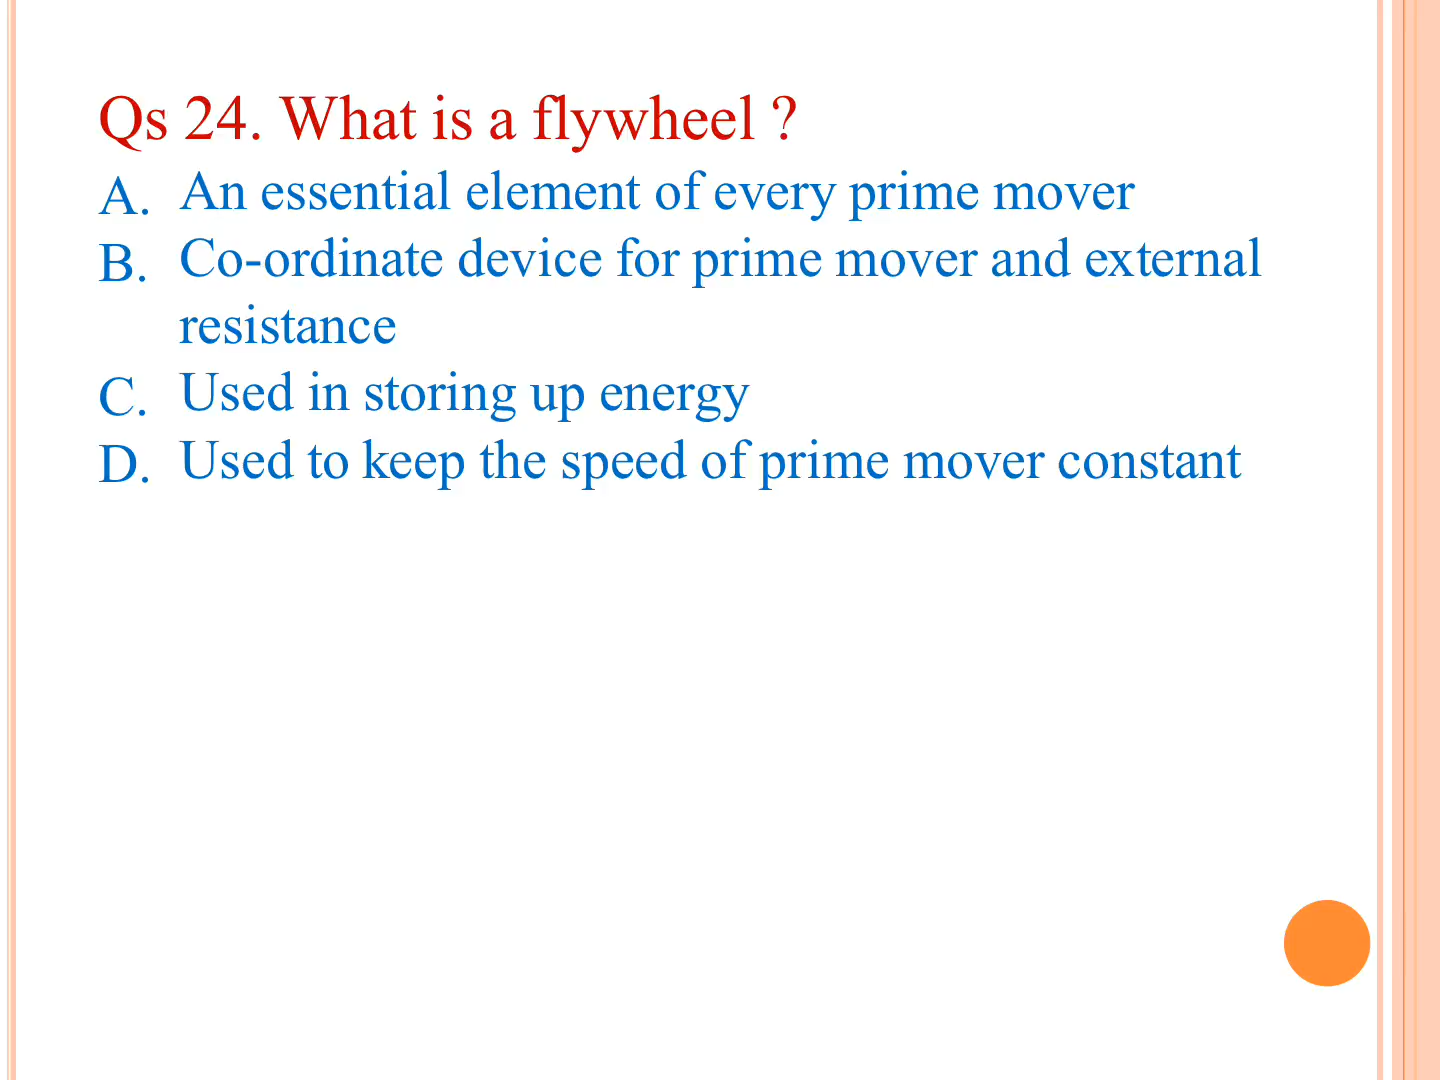 Qs 24. What is a flywheel ?
A. An essential element of every prime mover
B. Co-ordinate device for prime mover and external
resistance
C. Used in storing up energy
D. Used to keep the speed of prime mover constant